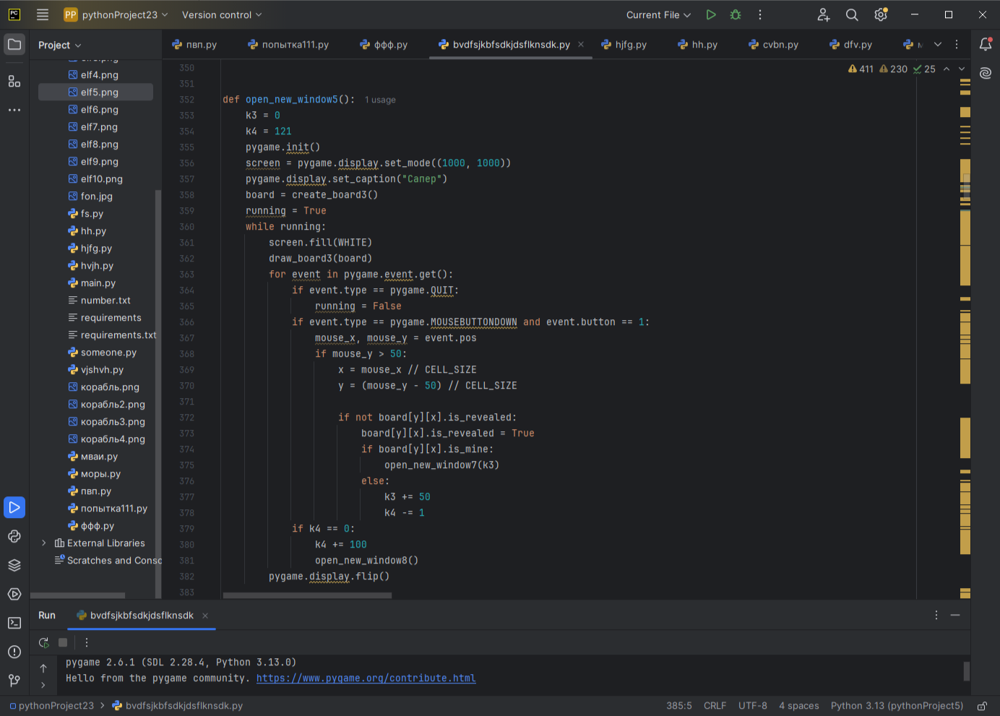 PC
PP pythonProject23
Version control
Current File
Project
пвп.py
попытка111.py
ффф.py
bvdfsjkbfsdkjdsflknsdk.py
hjfg.py
hh.py
cvbn.py
dfv.py
elf4.png
elf5.png
elf6.png
elf7.png
elf8.png
elf9.png
elf10.png
fon.jpg
fs.py
hh.py
hjfg.py
hvjh.py
main.py
number.txt
requirements
requirements.txt
someone.py
vjshvh.py
корабль.png
корабль2.png
корабль3.png
корабль4.png
мваи.py
моры.py
пвп.py
попытка111.py
ффф.py
External Libraries
Scratches and Consc
411 230 25
350
351
352 def open_new_window5(): 1 usage
353 k3 = 0
354 k4 = 121
355 pygame.init()
356 screen = pygame.display.set_mode((1000, 1000))
357 pygame.display.set_caption("Сапер")
358 board = create_board3()
359 running = True
360 while running:
361 screen.fill(WHITE)
362 draw_board3(board)
363 for event in pygame.event.get():
364 if event.type == pygame.QUIT:
365 running = False
366 if event.type == pygame.MOUSEBUTTONDOWN and event.button == 1:
367 mouse_x, mouse_y = event.pos
368 if mouse_y > 50:
369 x = mouse_x // CELL_SIZE
370 y = (mouse_y - 50) // CELL_SIZE
371
372 if not board[y][x].is_revealed:
373 board[y][x].is_revealed = True
374 if board[y][x].is_mine:
375 open_new_window7(k3)
376 else:
377 k3 += 50
378 k4 -= 1
379 if k4 == 0:
380 k4 += 100
381 open_new_window8()
382 pygame.display.flip()
383
Run
bvdfsjkbfsdkjdsflknsdk
pygame 2.6.1 (SDL 2.28.4, Python 3.13.0)
Hello from the pygame community. https://www.pygame.org/contribute.html
pythonProject23 > bvdfsjkbfsdkjdsflknsdk.py
385:5 CRLF UTF-8 4 spaces Python 3.13 (pythonProject5)